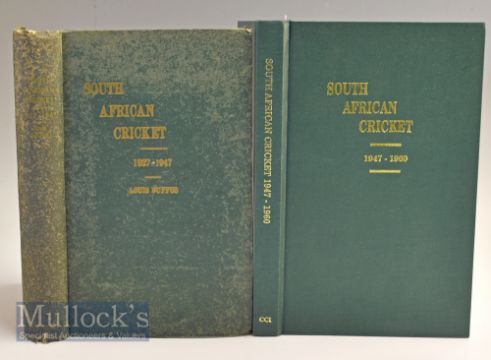 SOUTH
AFRICAN
CRICKET
1927-1947
LOUIS DUFFUS
SOUTH AFRICAN CRICKET 1947 - 1960
CCI
SOUTH
AFRICAN
CRICKET
1947 - 1960
Mullock's
Specialist Auctioneers & Valuers